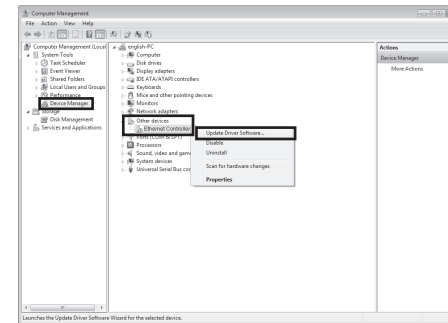 Computer Management
File Action View Help
Computer Management (Local
System Tools
Task Scheduler
Event Viewer
Shared Folders
Local Users and Groups
Performance
Device Manager
Storage
Disk Management
Services and Applications
english-PC
Computer
Disk drives
Display adapters
IDE ATA/ATAPI controllers
Keyboards
Mice and other pointing devices
Monitors
Network adapters
Other devices
Ethernet Controller
Ports (COM & LPT)
Processors
Sound, video and game
System devices
Universal Serial Bus con
Update Driver Software...
Disable
Uninstall
Scan for hardware changes
Properties
Actions
Device Manager
More Actions
Launches the Update Driver Software Wizard for the selected device.